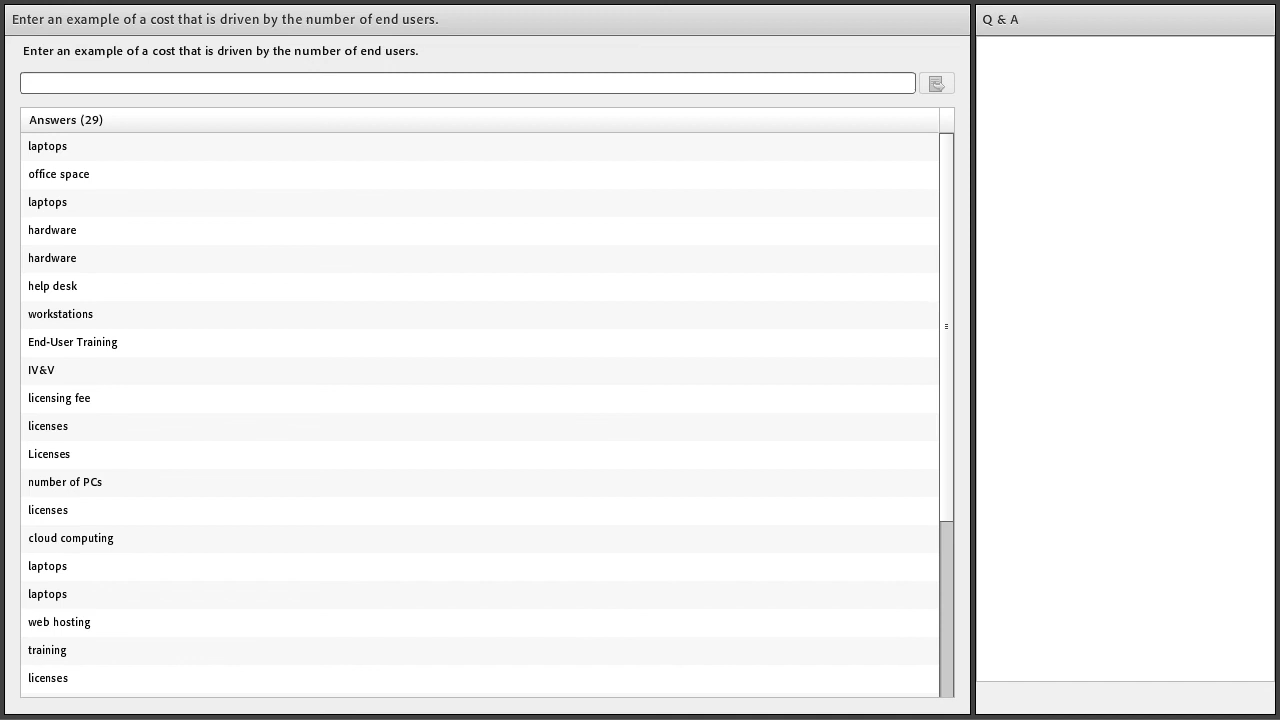 Enter an example of a cost that is driven by the number of end users.
Q & A
Enter an example of a cost that is driven by the number of end users.
Answers (29)
laptops
office space
laptops
hardware
hardware
help desk
workstations
End-User Training
IV&V
licensing fee
licenses
Licenses
number of PCs
licenses
cloud computing
laptops
laptops
web hosting
training
licenses